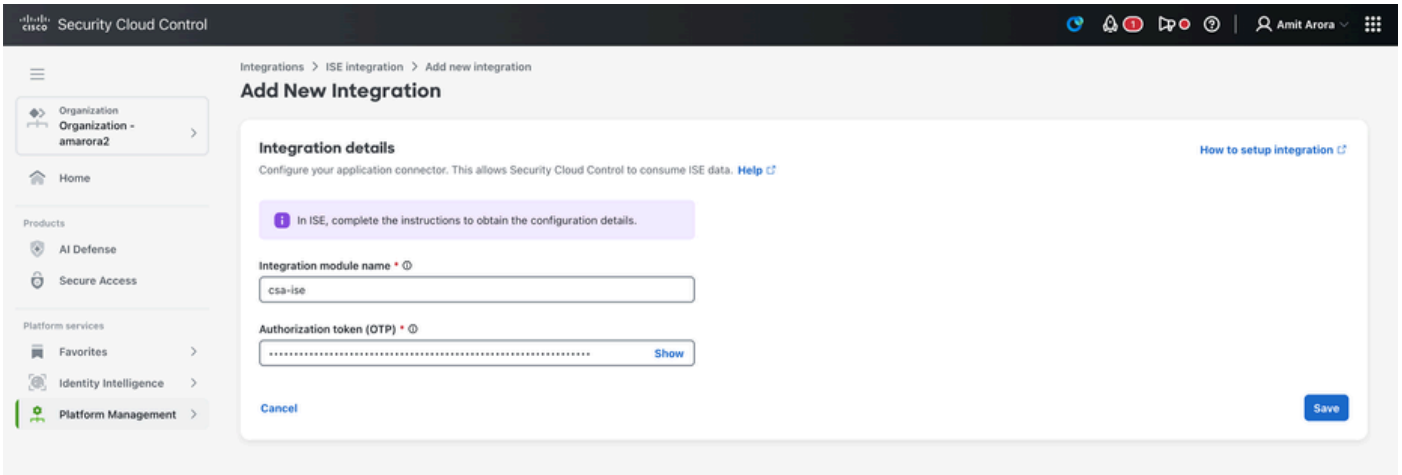 cisco Security Cloud Control
1
Amit Arora
Integrations > ISE integration > Add new integration
Add New Integration
Organization
Organization -
amarora2
Home
Products
AI Defense
Secure Access
Platform services
Favorites
Identity Intelligence
Platform Management
Integration details
How to setup integration
Configure your application connector. This allows Security Cloud Control to consume ISE data. Help
In ISE, complete the instructions to obtain the configuration details.
Integration module name *
csa-ise
Authorization token (OTP) *
Show
Cancel
Save